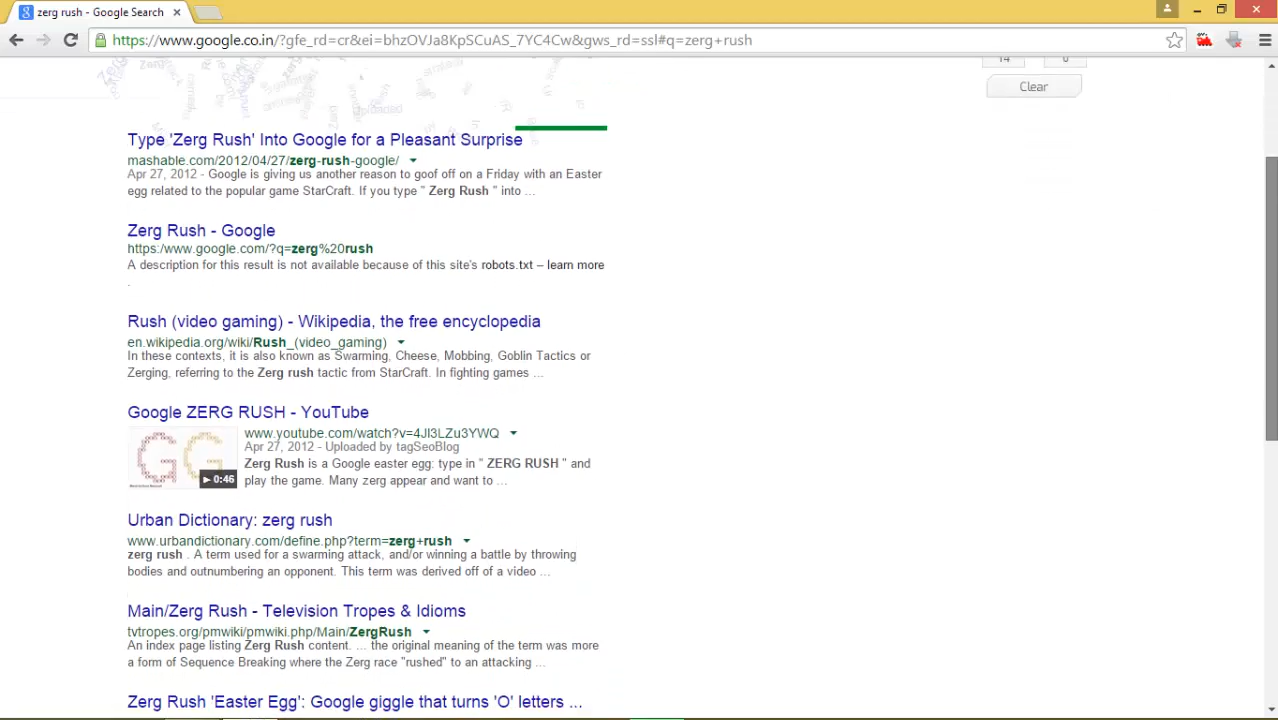 zerg rush - Google Search
https://www.google.co.in/?gfe_rd=cr&ei=bhzOVJa8KpSCuAS_7YC4Cw&gws_rd=ssl#q=zerg+rush
14 0
Clear
Uploaded
Type 'Zerg Rush' Into Google for a Pleasant Surprise
mashable.com/2012/04/27/zerg-rush-google/
Apr 27, 2012 - Google is giving us another reason to goof off on a Friday with an Easter
egg related to the popular game StarCraft. If you type " Zerg Rush " into ...
Zerg Rush - Google
https:/www.google.com/?q=zerg%20rush
A description for this result is not available because of this site's robots.txt – learn more
.
Rush (video gaming) - Wikipedia, the free encyclopedia
en.wikipedia.org/wiki/Rush_(video_gaming)
In these contexts, it is also known as Swarming, Cheese, Mobbing, Goblin Tactics or
Zerging, referring to the Zerg rush tactic from StarCraft. In fighting games ...
Google ZERG RUSH - YouTube
www.youtube.com/watch?v=4JI3LZu3YWQ
Apr 27, 2012 - Uploaded by tagSeoBlog
Zerg Rush is a Google easter egg: type in " ZERG RUSH " and
play the game. Many zerg appear and want to ...
0:46
Urban Dictionary: zerg rush
www.urbandictionary.com/define.php?term=zerg+rush
zerg rush . A term used for a swarming attack, and/or winning a battle by throwing
bodies and outnumbering an opponent. This term was derived off of a video ...
Main/Zerg Rush - Television Tropes & Idioms
tvtropes.org/pmwiki/pmwiki.php/Main/ZergRush
An index page listing Zerg Rush content. ... the original meaning of the term was more
a form of Sequence Breaking where the Zerg race "rushed" to an attacking ...
Zerg Rush 'Easter Egg': Google giggle that turns 'O' letters ...